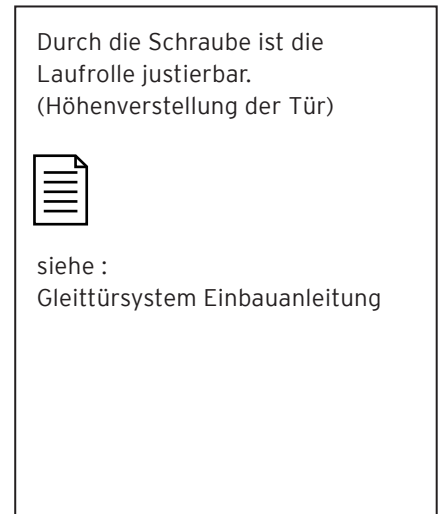 Durch die Schraube ist die
Laufrolle justierbar.
(Höhenverstellung der Tür)
siehe :
Gleittürsystem Einbauanleitung